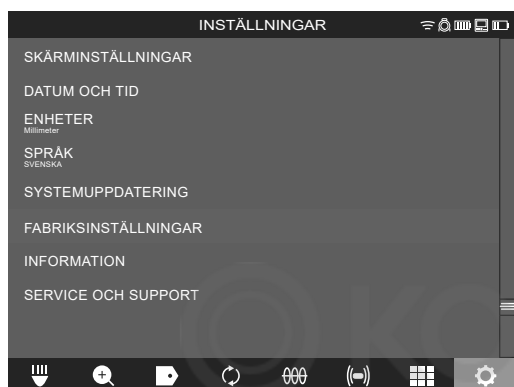 INSTÄLLNINGAR
SKÄRMINSTÄLLNINGAR
DATUM OCH TID
ENHETER
Millimeter
SPRÅK
SVENSKA
SYSTEMUPPDATERING
FABRIKSINSTÄLLNINGAR
INFORMATION
SERVICE OCH SUPPORT